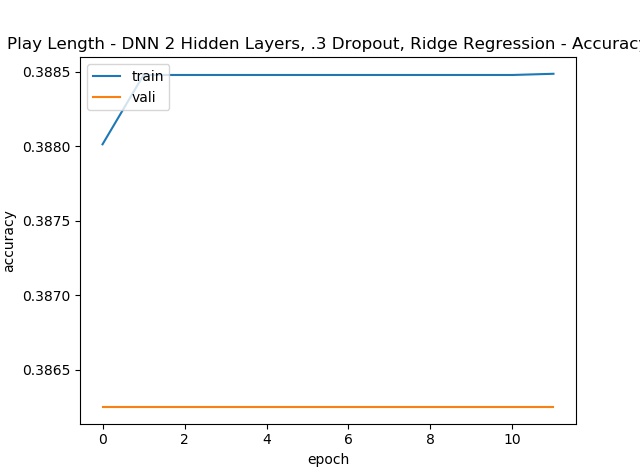 Play Length - DNN 2 Hidden Layers, .3 Dropout, Ridge Regression - Accuracy
train
vali
0.3885
0.3880
0.3875
0.3870
0.3865
accuracy
0 2 4 6 8 10
epoch